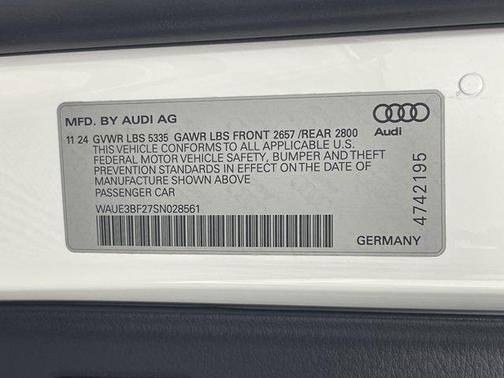 MFD. BY AUDI AG
11 24 GVWR LBS 5335 GAWR LBS FRONT 2657 /REAR 2800
THIS VEHICLE CONFORMS TO ALL APPLICABLE U.S.
FEDERAL MOTOR VEHICLE SAFETY, BUMPER AND THEFT
PREVENTION STANDARDS IN EFFECT ON THE DATE OF
MANUFACTURE SHOWN ABOVE
PASSENGER CAR
WAUE3BF27SN028561
Audi
4742195
GERMANY